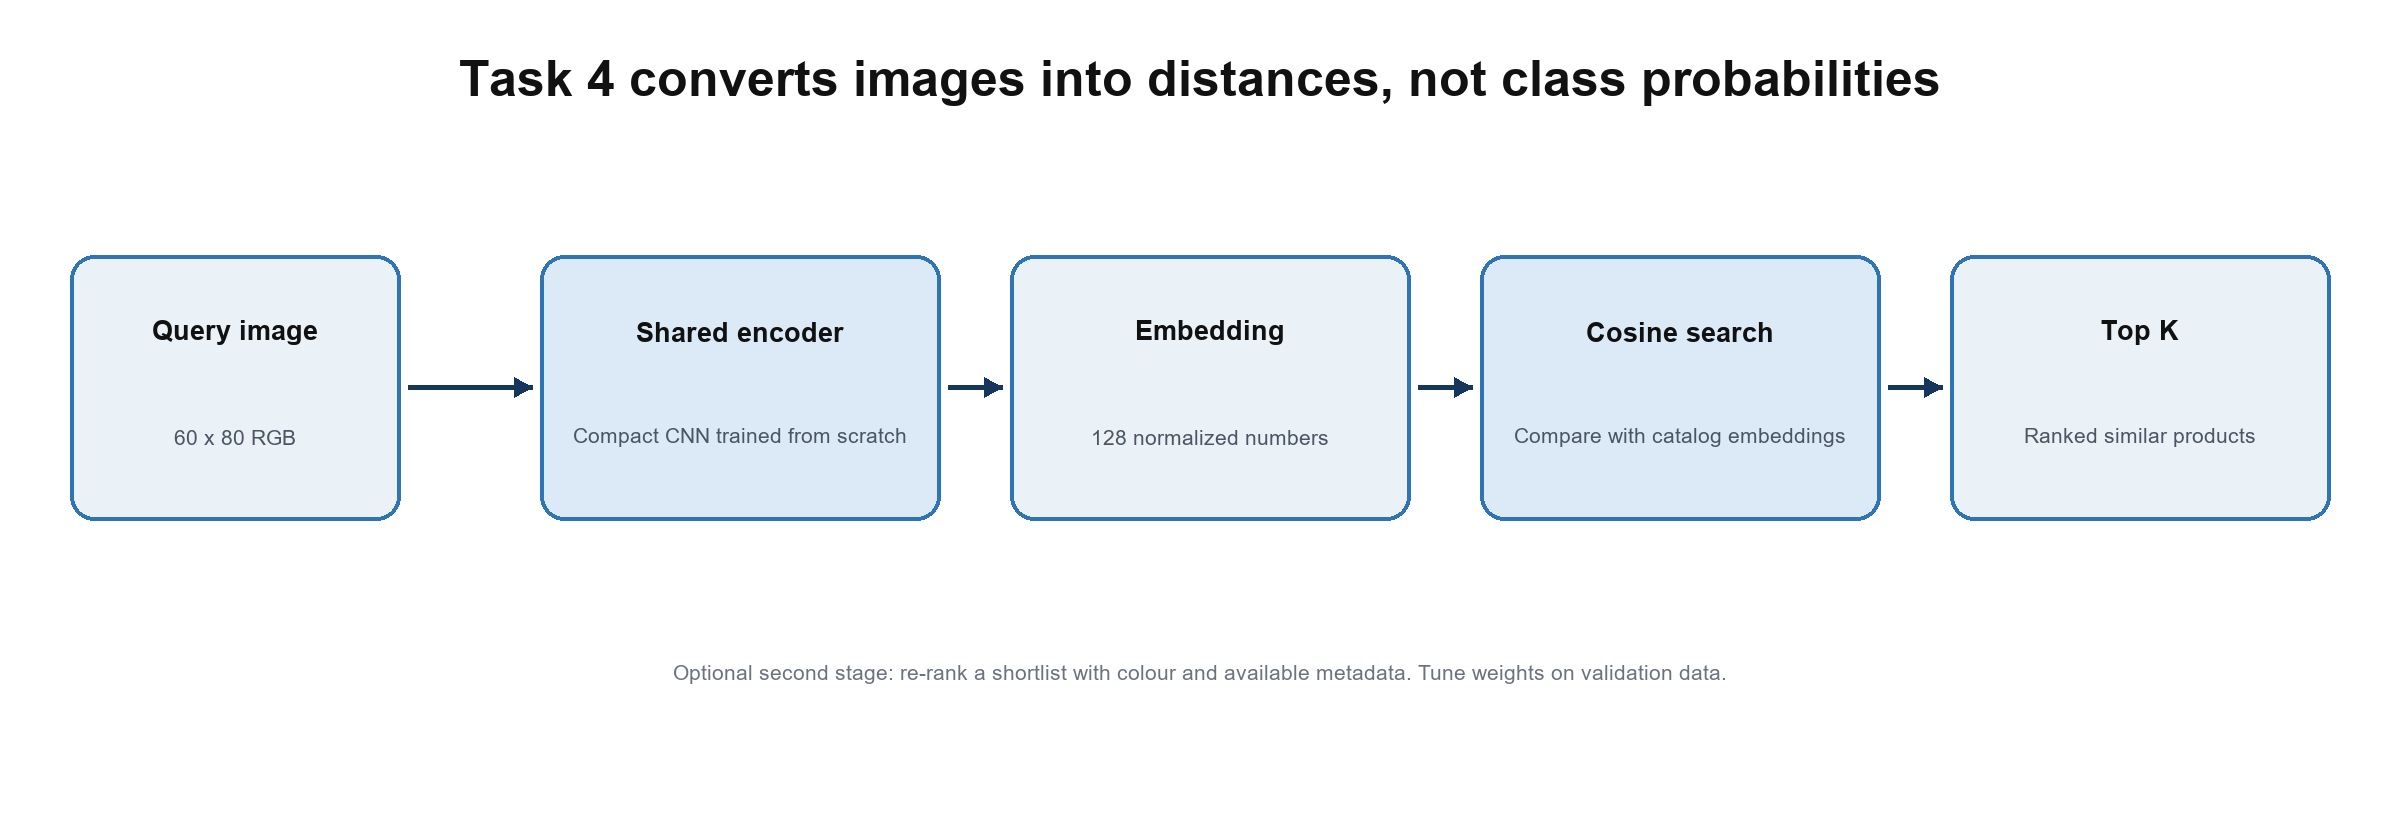 Task 4 converts images into distances, not class probabilities
Query image
60 x 80 RGB
Shared encoder
Compact CNN trained from scratch
Embedding
128 normalized numbers
Cosine search
Compare with catalog embeddings
Top K
Ranked similar products
Optional second stage: re-rank a shortlist with colour and available metadata. Tune weights on validation data.